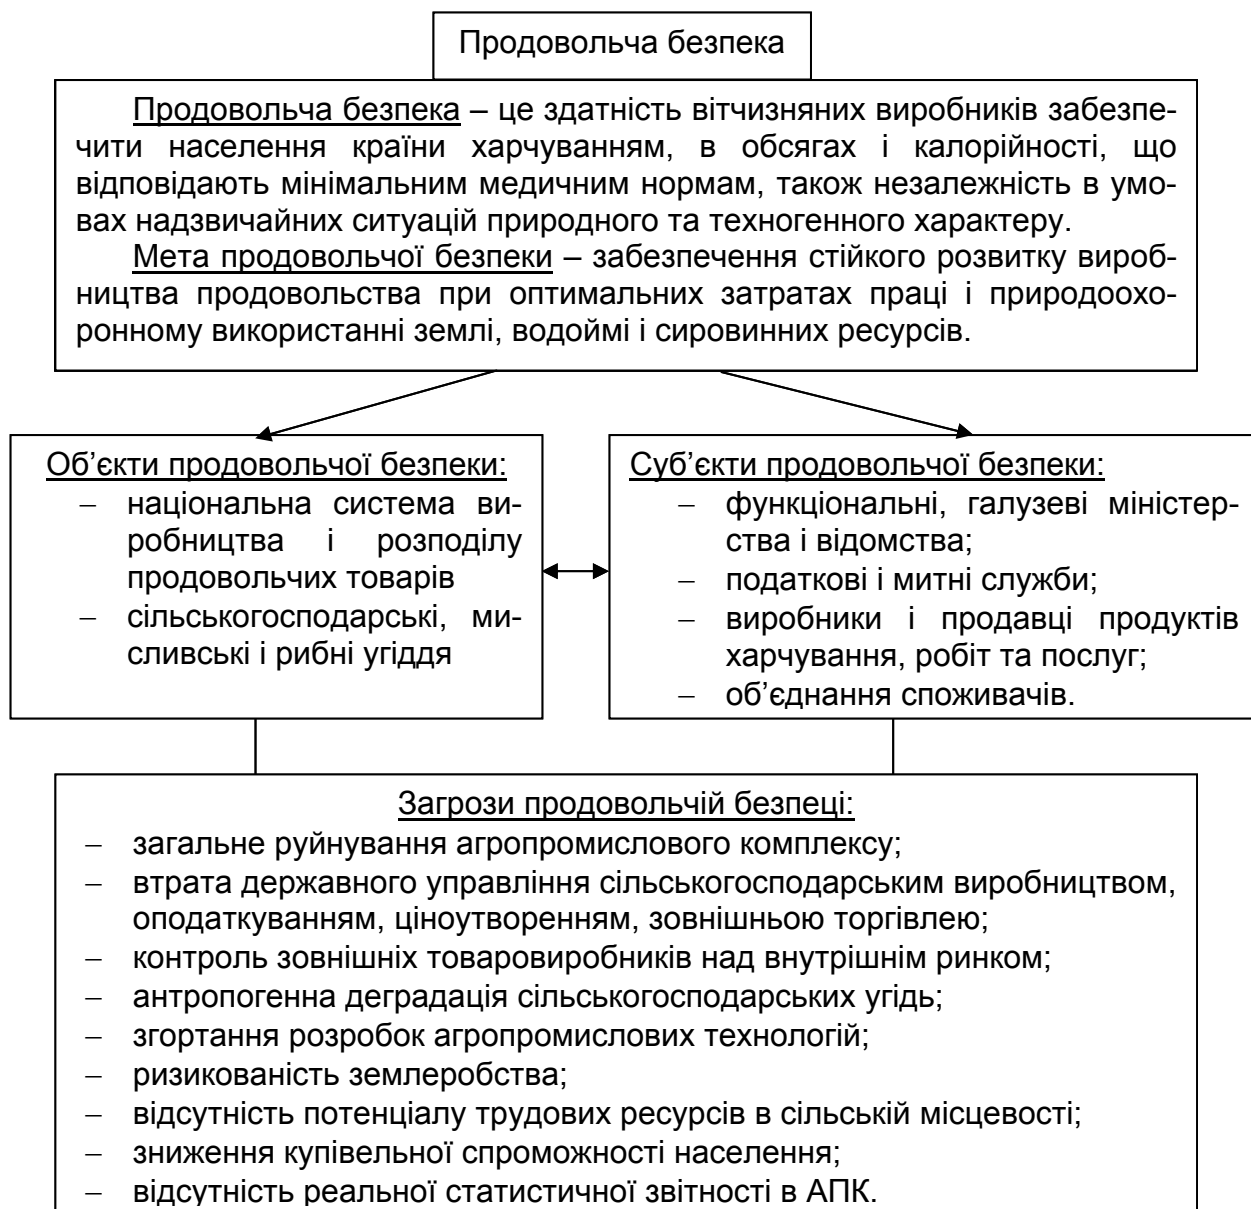 Продовольча безпека
Продовольча безпека – це здатність вітчизняних виробників забезпе-
чити населення країни харчуванням, в обсягах і калорійності, що
відповідають мінімальним медичним нормам, також незалежність в умо-
вах надзвичайних ситуацій природного та техногенного характеру.
Мета продовольчої безпеки – забезпечення стійкого розвитку вироб-
ництва продовольства при оптимальних затратах праці і природоохо-
ронному використанні землі, водоймі і сировинних ресурсів.
Об’єкти продовольчої безпеки:
– національна система ви-
робництва і розподілу
продовольчих товарів
– сільськогосподарські, ми-
сливські і рибні угіддя
Суб’єкти продовольчої безпеки:
– функціональні, галузеві міністер-
ства і відомства;
– податкові і митні служби;
– виробники і продавці продуктів
харчування, робіт та послуг;
– об’єднання споживачів.
Загрози продовольчій безпеці:
– загальне руйнування агропромислового комплексу;
– втрата державного управління сільськогосподарським виробництвом,
оподаткуванням, ціноутворенням, зовнішньою торгівлею;
– контроль зовнішніх товаровиробників над внутрішнім ринком;
– антропогенна деградація сільськогосподарських угідь;
– згортання розробок агропромислових технологій;
– ризикованість землеробства;
– відсутність потенціалу трудових ресурсів в сільській місцевості;
– зниження купівельної спроможності населення;
– відсутність реальної статистичної звітності в АПК.